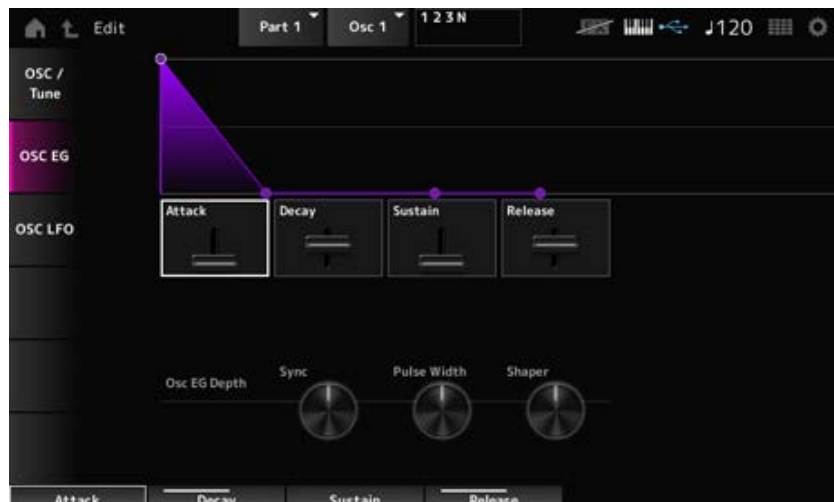 Edit
Part 1
Osc 1
1 2 3 N
♩120
OSC /
Tune
OSC EG
OSC LFO
Attack
Decay
Sustain
Release
Osc EG Depth
Sync
Pulse Width
Shaper
Attack
Decay
Sustain
Release